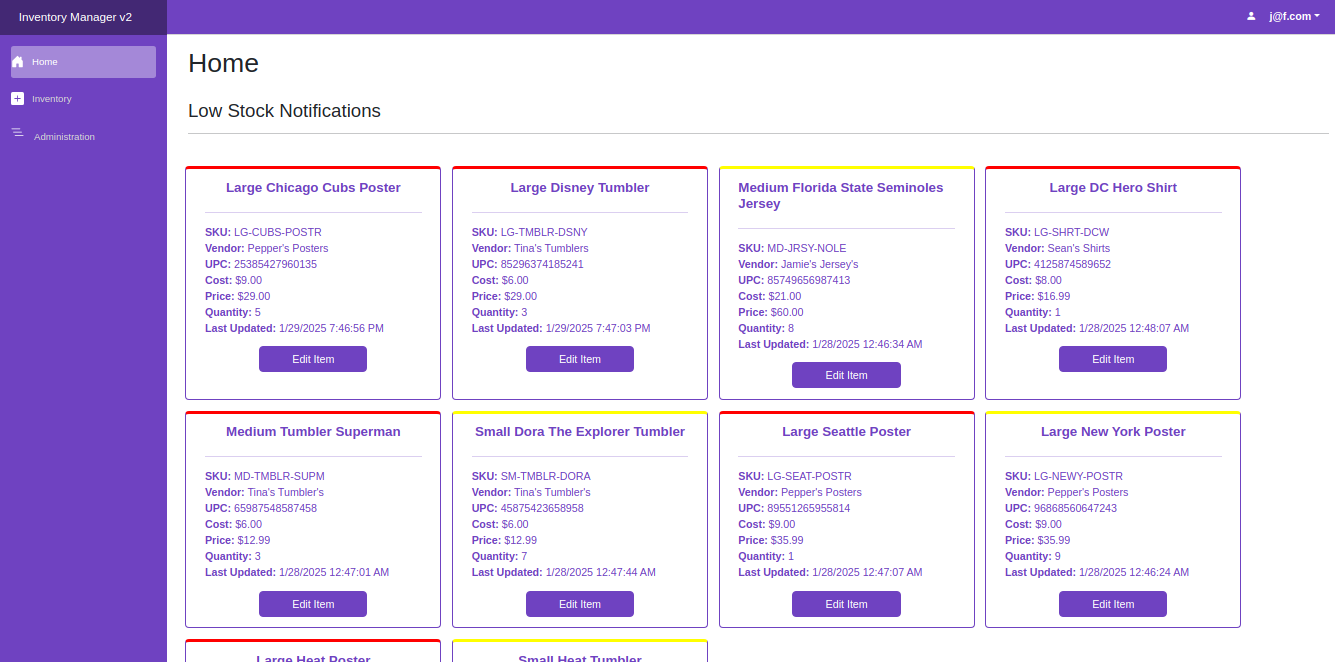 Inventory Manager v2
j@f.com
Home
Inventory
Administration
Home
Low Stock Notifications
Large Chicago Cubs Poster
SKU: LG-CUBS-POSTR
Vendor: Pepper's Posters
UPC: 25385427960135
Cost: $9.00
Price: $29.00
Quantity: 5
Last Updated: 1/29/2025 7:46:56 PM
Edit Item
Large Disney Tumbler
SKU: LG-TMBLR-DSNY
Vendor: Tina's Tumblers
UPC: 85296374185241
Cost: $6.00
Price: $29.00
Quantity: 3
Last Updated: 1/29/2025 7:47:03 PM
Edit Item
Medium Florida State Seminoles
Jersey
SKU: MD-JRSY-NOLE
Vendor: Jamie's Jersey's
UPC: 85749656987413
Cost: $21.00
Price: $60.00
Quantity: 8
Last Updated: 1/28/2025 12:46:34 AM
Edit Item
Large DC Hero Shirt
SKU: LG-SHRT-DCW
Vendor: Sean's Shirts
UPC: 4125874589652
Cost: $8.00
Price: $16.99
Quantity: 1
Last Updated: 1/28/2025 12:48:07 AM
Edit Item
Medium Tumbler Superman
SKU: MD-TMBLR-SUPM
Vendor: Tina's Tumbler's
UPC: 65987548587458
Cost: $6.00
Price: $12.99
Quantity: 3
Last Updated: 1/28/2025 12:47:01 AM
Edit Item
Small Dora The Explorer Tumbler
SKU: SM-TMBLR-DORA
Vendor: Tina's Tumbler's
UPC: 45875423658958
Cost: $6.00
Price: $12.99
Quantity: 7
Last Updated: 1/28/2025 12:47:44 AM
Edit Item
Large Seattle Poster
SKU: LG-SEAT-POSTR
Vendor: Pepper's Posters
UPC: 89551265955814
Cost: $9.00
Price: $35.99
Quantity: 1
Last Updated: 1/28/2025 12:47:07 AM
Edit Item
Large New York Poster
SKU: LG-NEWY-POSTR
Vendor: Pepper's Posters
UPC: 96868560647243
Cost: $9.00
Price: $35.99
Quantity: 9
Last Updated: 1/28/2025 12:46:24 AM
Edit Item
Large Heat Poster
Small Heat Tumbler